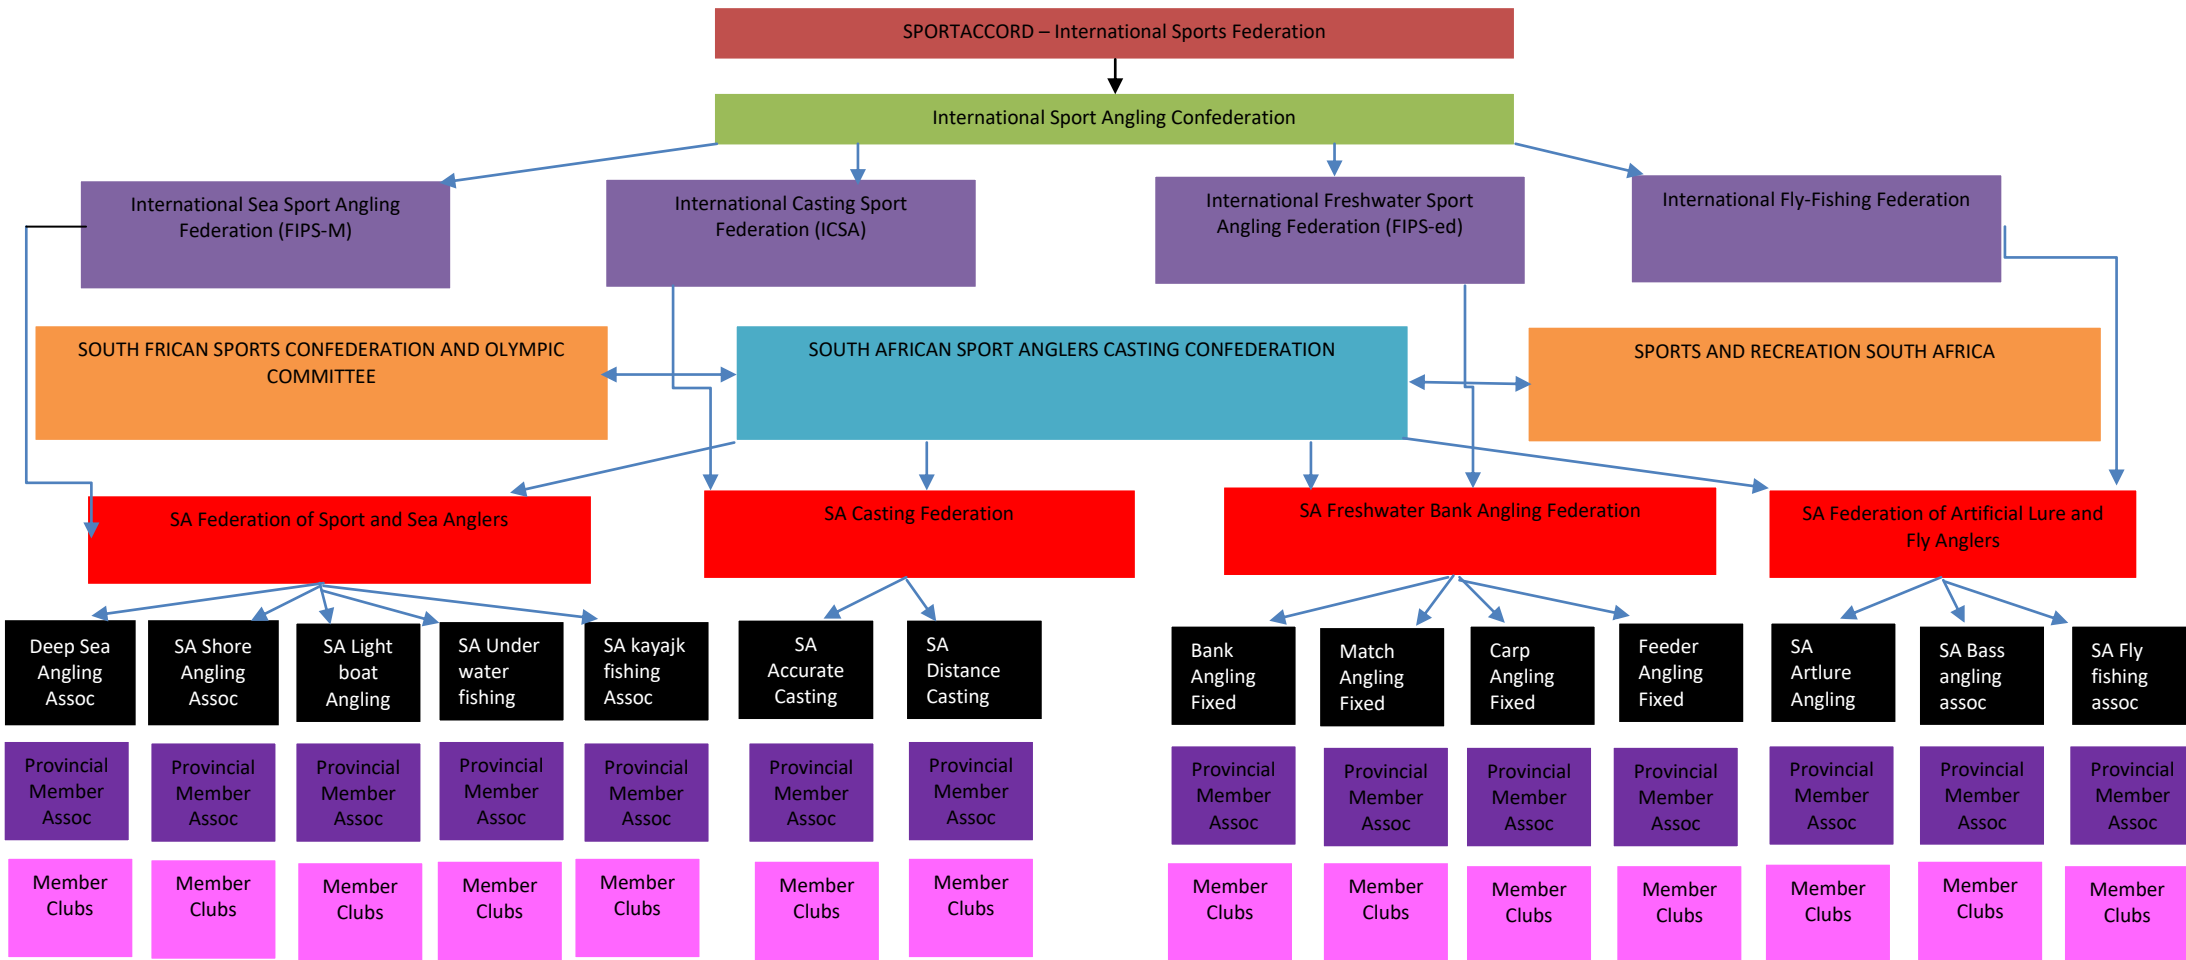 SPORTACCORD – International Sports Federation
International Sport Angling Confederation
International Sea Sport Angling
Federation (FIPS-M)
International Casting Sport
Federation (ICSA)
International Freshwater Sport
Angling Federation (FIPS-ed)
International Fly-Fishing Federation
SOUTH FRICAN SPORTS CONFEDERATION AND OLYMPIC
COMMITTEE
SOUTH AFRICAN SPORT ANGLERS CASTING CONFEDERATION
SPORTS AND RECREATION SOUTH AFRICA
SA Federation of Sport and Sea Anglers
SA Casting Federation
SA Freshwater Bank Angling Federation
SA Federation of Artificial Lure and
Fly Anglers
Deep Sea
Angling
Assoc
SA Shore
Angling
Assoc
SA Light
boat
Angling
SA Under
water
fishing
SA kayajk
fishing
Assoc
SA
Accurate
Casting
SA
Distance
Casting
Bank
Angling
Fixed
Match
Angling
Fixed
Carp
Angling
Fixed
Feeder
Angling
Fixed
SA
Artlure
Angling
SA Bass
angling
assoc
SA Fly
fishing
assoc
Provincial
Member
Assoc
Provincial
Member
Assoc
Provincial
Member
Assoc
Provincial
Member
Assoc
Provincial
Member
Assoc
Provincial
Member
Assoc
Provincial
Member
Assoc
Provincial
Member
Assoc
Provincial
Member
Assoc
Provincial
Member
Assoc
Provincial
Member
Assoc
Provincial
Member
Assoc
Provincial
Member
Assoc
Provincial
Member
Assoc
Member
Clubs
Member
Clubs
Member
Clubs
Member
Clubs
Member
Clubs
Member
Clubs
Member
Clubs
Member
Clubs
Member
Clubs
Member
Clubs
Member
Clubs
Member
Clubs
Member
Clubs
Member
Clubs